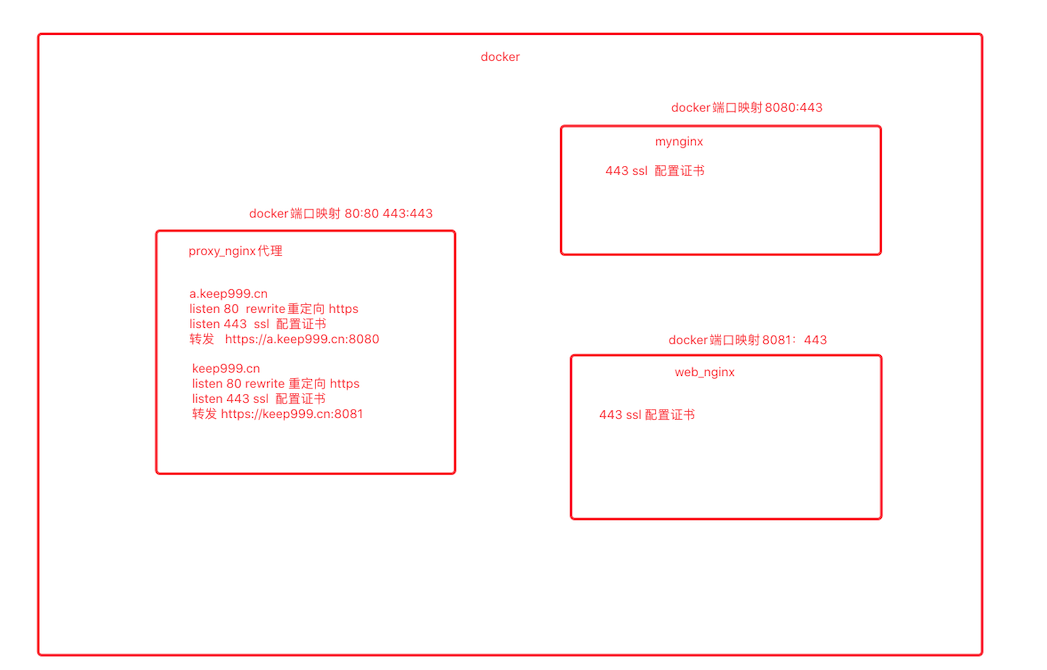 docker
docker端口映射 8080:443
mynginx
443 ssl 配置证书
docker端口映射 80:80 443:443
proxy_nginx代理
a.keep999.cn
listen 80 rewrite重定向 https
listen 443 ssl 配置证书
转发 https://a.keep999.cn:8080
keep999.cn
listen 80 rewrite 重定向 https
listen 443 ssl 配置证书
转发 https://keep999.cn:8081
docker端口映射 8081：443
web_nginx
443 ssl 配置证书